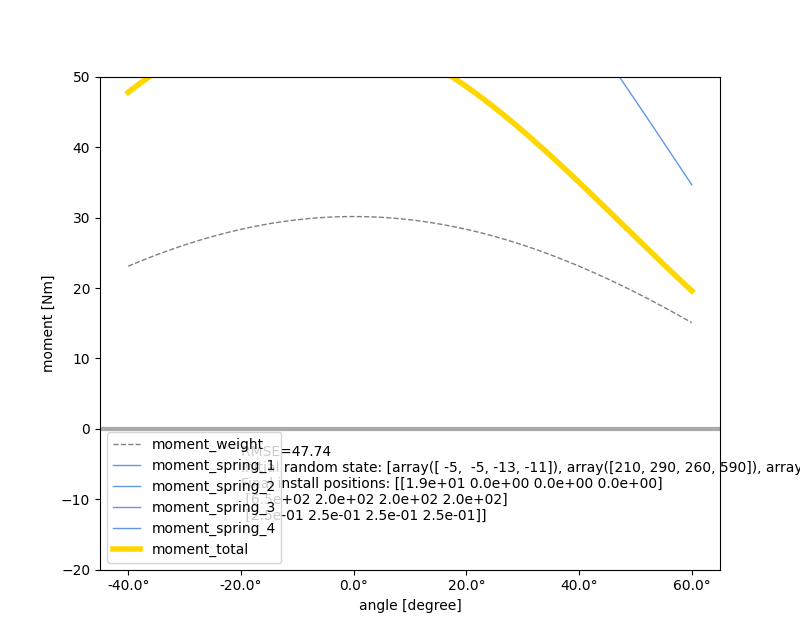 50
40
30
20
10
0
−10
−20
moment [Nm]
moment_weight
moment_spring_1
moment_spring_2
moment_spring_3
moment_spring_4
moment_total
RMSE=47.74
random state: [array([ -5,  -5, -13, -11]), array([210, 290, 260, 590]), array
install positions: [[1.9e+01 0.0e+00 0.0e+00 0.0e+00]
e+02 2.0e+02 2.0e+02 2.0e+02]
[2.5e-01 2.5e-01 2.5e-01 2.5e-01]]
-40.0° -20.0° 0.0° 20.0° 40.0° 60.0°
angle [degree]